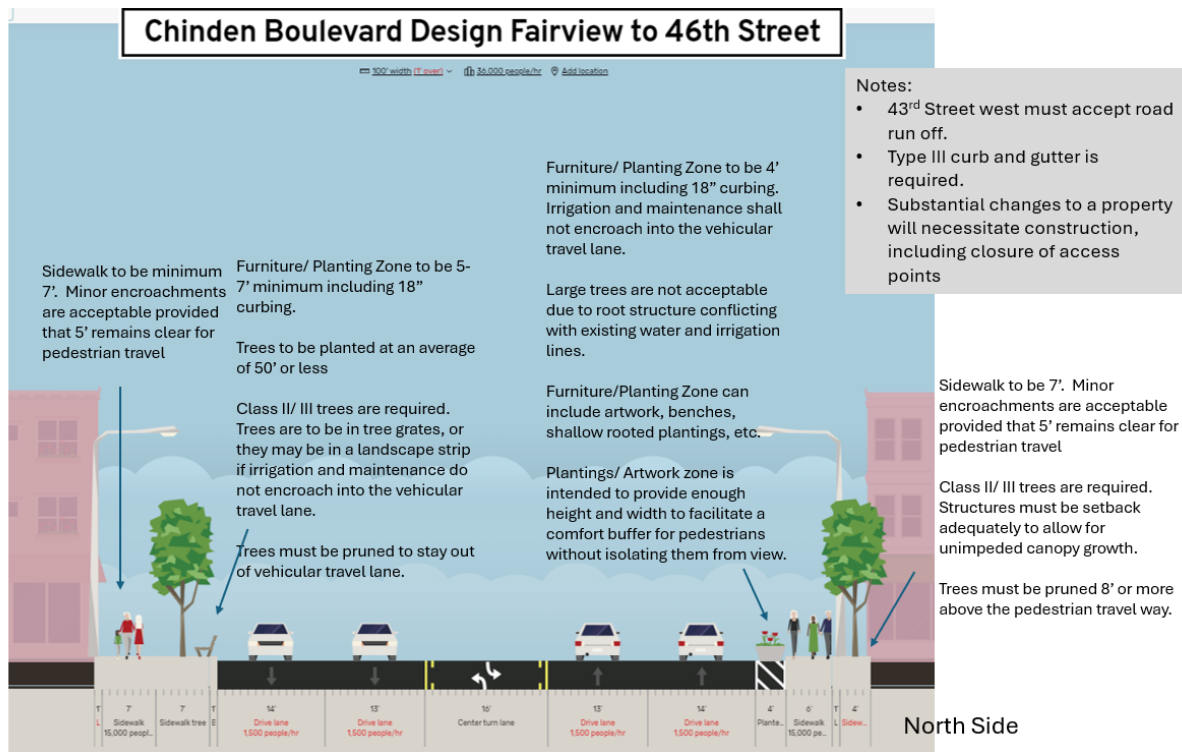 Chinden Boulevard Design Fairview to 46th Street
100' width (1' over)
36,000 people/hr
Add location
Notes:
• 43rd Street west must accept road
run off.
• Type III curb and gutter is
required.
• Substantial changes to a property
will necessitate construction,
including closure of access
points
Sidewalk to be minimum
7'. Minor encroachments
are acceptable provided
that 5' remains clear for
pedestrian travel
Furniture/ Planting Zone to be 5-
7' minimum including 18”
curbing.
Trees to be planted at an average
of 50' or less
Class II/ III trees are required.
Trees are to be in tree grates, or
they may be in a landscape strip
if irrigation and maintenance do
not encroach into the vehicular
travel lane.
Trees must be pruned to stay out
of vehicular travel lane.
Furniture/ Planting Zone to be 4’
minimum including 18” curbing.
Irrigation and maintenance shall
not encroach into the vehicular
travel lane.
Large trees are not acceptable
due to root structure conflicting
with existing water and irrigation
lines.
Furniture/Planting Zone can
include artwork, benches,
shallow rooted plantings, etc.
Plantings/ Artwork zone is
intended to provide enough
height and width to facilitate a
comfort buffer for pedestrians
without isolating them from view.
Sidewalk to be 7’. Minor
encroachments are acceptable
provided that 5’ remains clear for
pedestrian travel
Class II/ III trees are required.
Structures must be setback
adequately to allow for
unimpeded canopy growth.
Trees must be pruned 8’ or more
above the pedestrian travel way.
1'
L
7'
Sidewalk
15,000 peopl...
7'
Sidewalk tree
1'
E
14'
Drive lane
1,500 people/hr
13'
Drive lane
1,500 people/hr
16'
Center turn lane
13'
Drive lane
1,500 people/hr
14'
Drive lane
1,500 people/hr
4'
Plante...
6'
Sidewalk
15,000 pe...
1'
L
4'
Sidew...
North Side